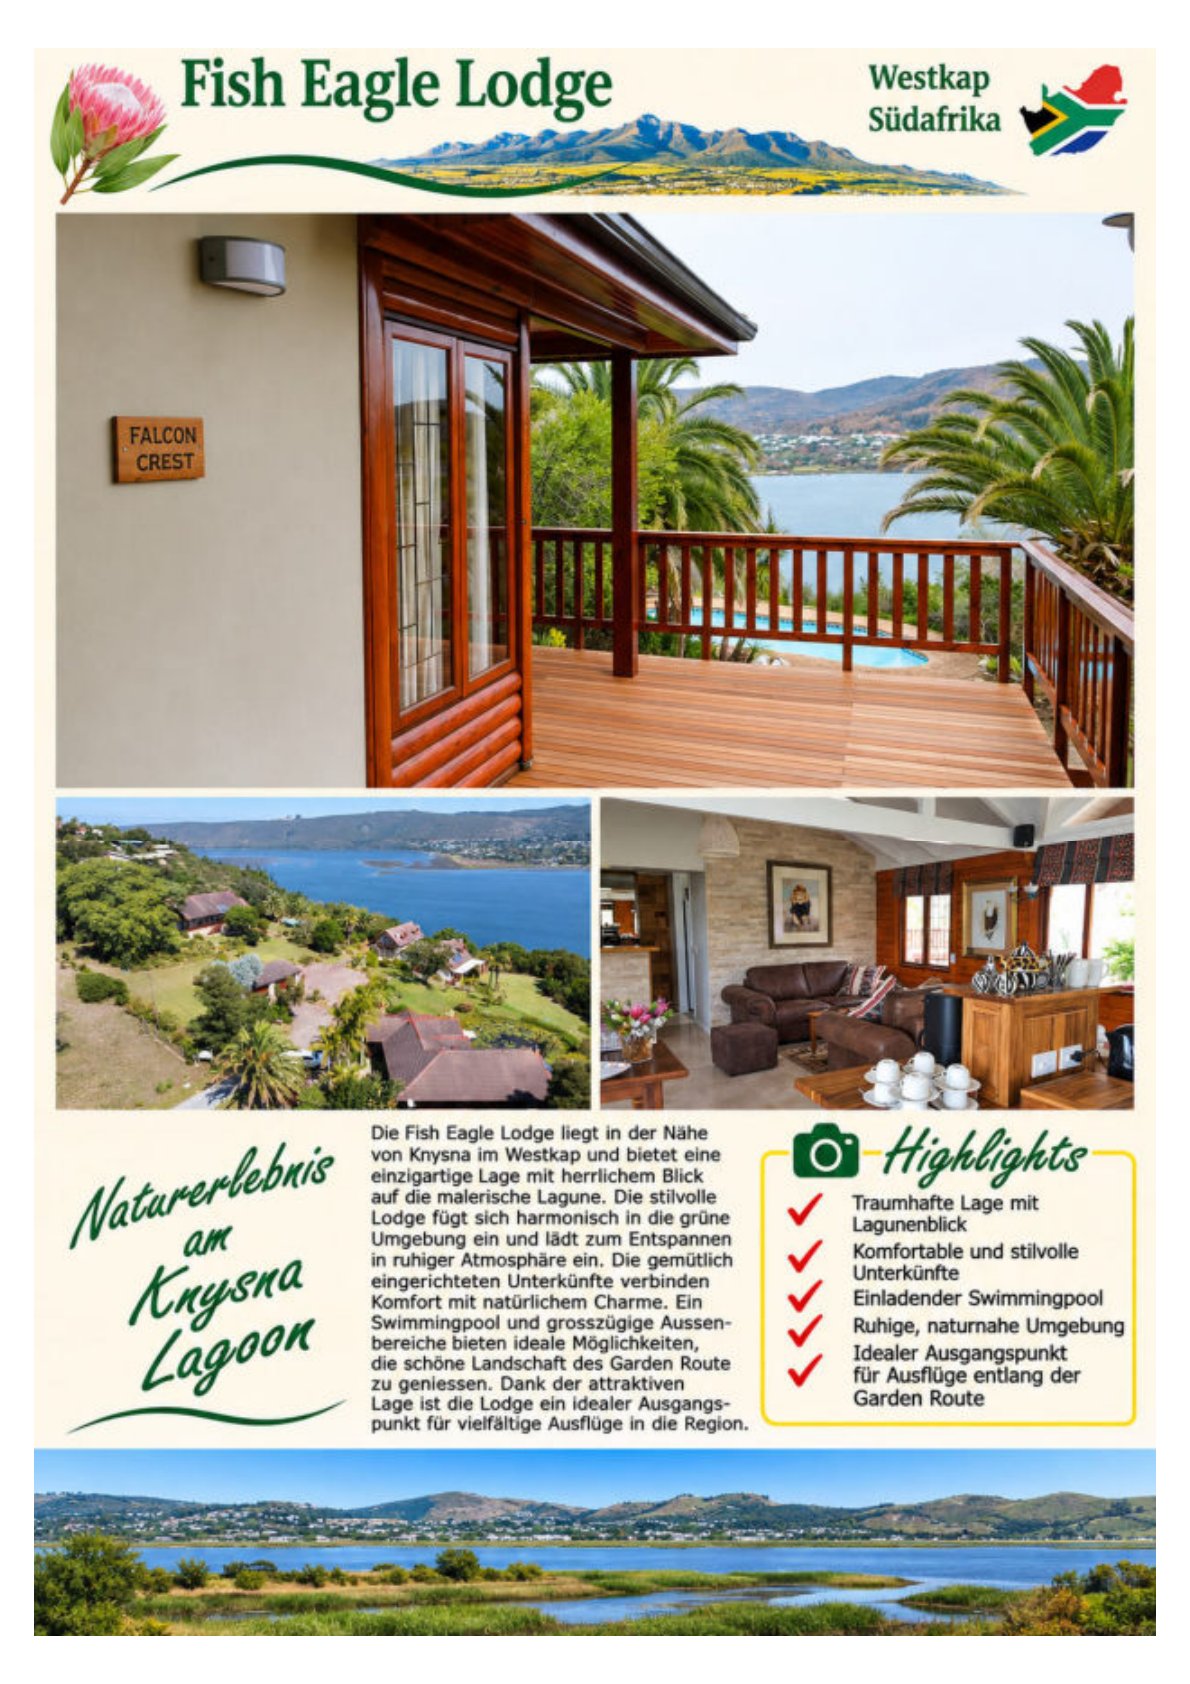 Fish Eagle Lodge
Westkap
Südafrika
FALCON
CREST
Naturerlebnis
am
Knysna
Lagoon
Die Fish Eagle Lodge liegt in der Nähe
von Knysna im Westkap und bietet eine
einzigartige Lage mit herrlichem Blick
auf die malerische Lagune. Die stilvolle
Lodge fügt sich harmonisch in die grüne
Umgebung ein und lädt zum Entspannen
in ruhiger Atmosphäre ein. Die gemütlich
eingerichteten Unterkünfte verbinden
Komfort mit natürlichem Charme. Ein
Swimmingpool und grosszügige Aussen-
bereiche bieten ideale Möglichkeiten,
die schöne Landschaft des Garden Route
zu geniessen. Dank der attraktiven
Lage ist die Lodge ein idealer Ausgangs-
punkt für vielfältige Ausflüge in die Region.
Highlights
Traumhafte Lage mit
Lagunenblick
Komfortable und stilvolle
Unterkünfte
Einladender Swimmingpool
Ruhige, naturnahe Umgebung
Idealer Ausgangspunkt
für Ausflüge entlang der
Garden Route